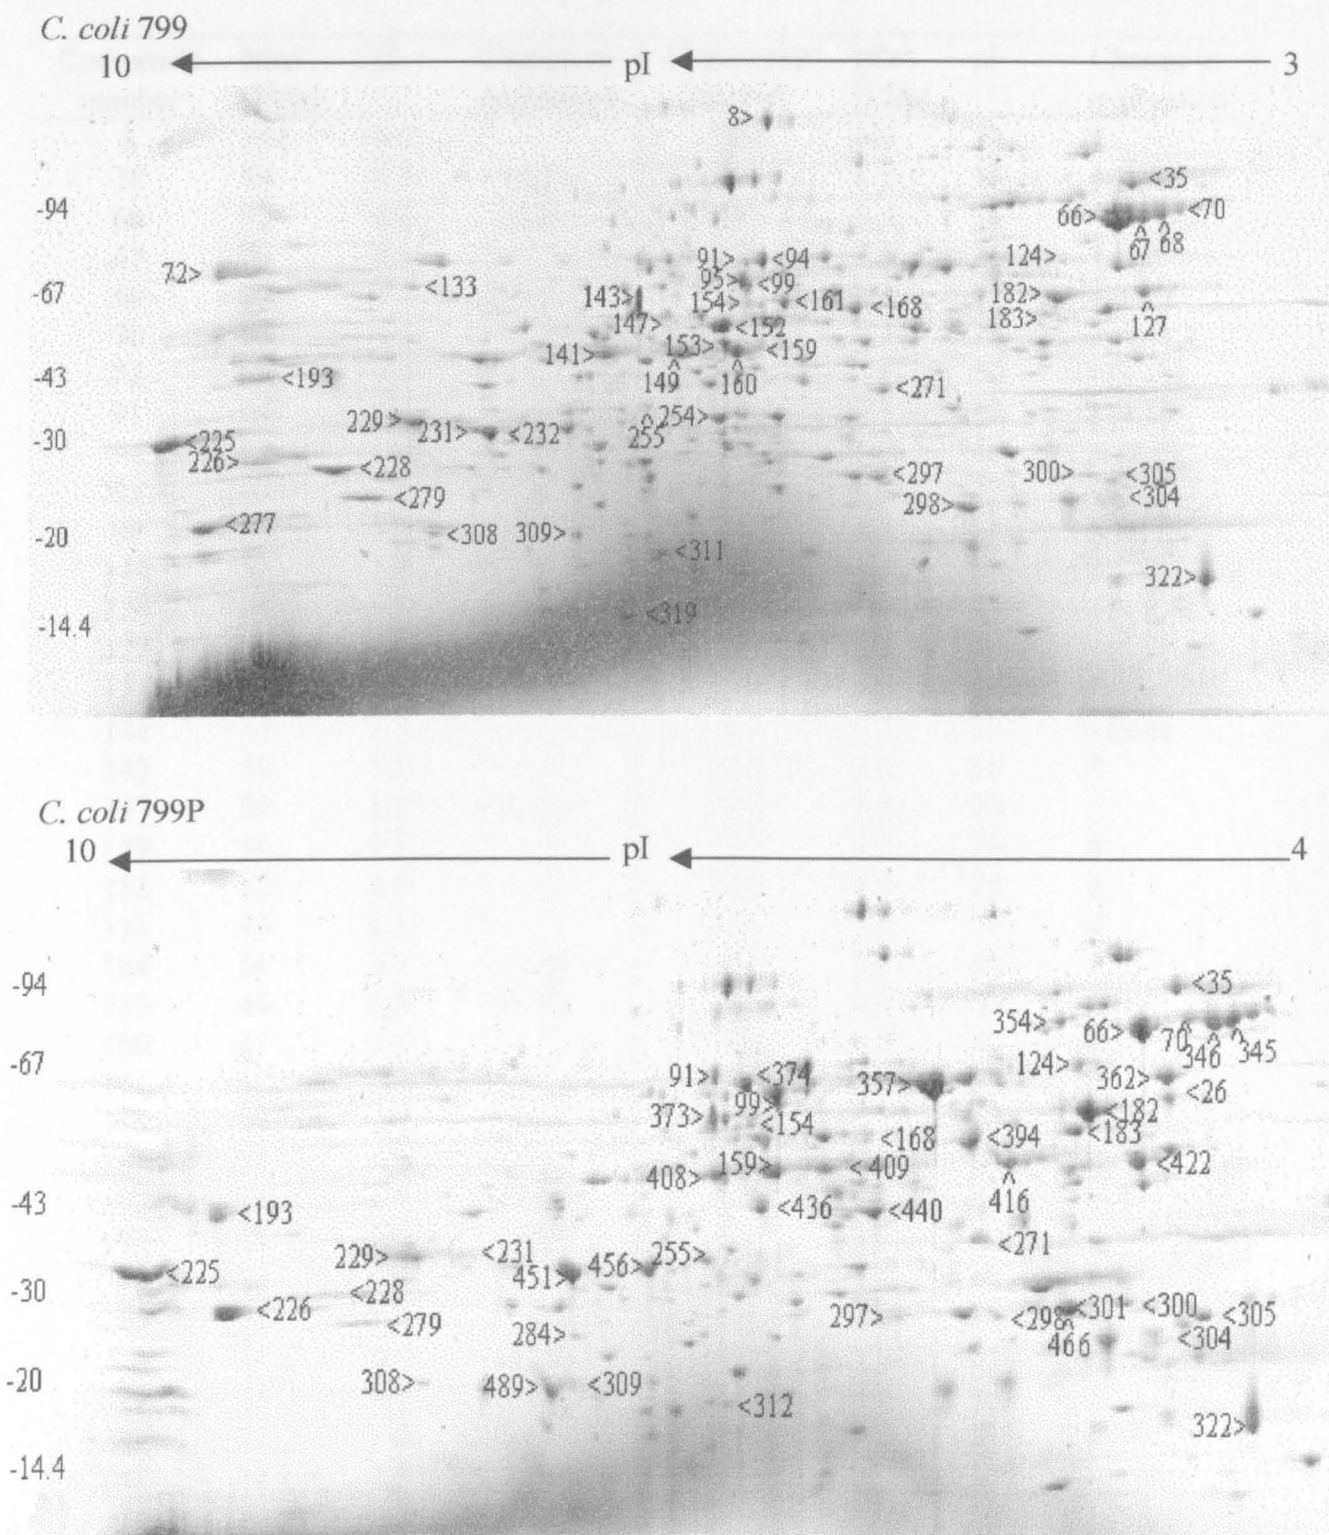 C. coli 799
10 pI 3
8>
<35
-94
66> <70
67 68
91> <94 124>
72>
95> <99
<133
-67 143> 154> <161 <168 182>
147> <152 183> 127
141> 153> <159
-43 <193 149 160 <271
229> 254>
231> <232 255
-30 <225
226> <228 <297 300> <305
<279 298> <304
-20 <277 <308 309>
<311
322>
<319
-14.4
C. coli 799P
10 pI 4
-94 <35
354> 66> 70 346 345
-67 91> <374 357> 124> 362>
99> <26
373> <154 <182
<168 <394 <183
408> 159> <409 <422
416
-43 <193 <436 <440
229> <231 255> <271
<225 451> 456>
-30 <228
<226 297> <298 <301 <300 <305
<279 284> 466 <304
-20 308> 489> <309
<312
322>
-14.4